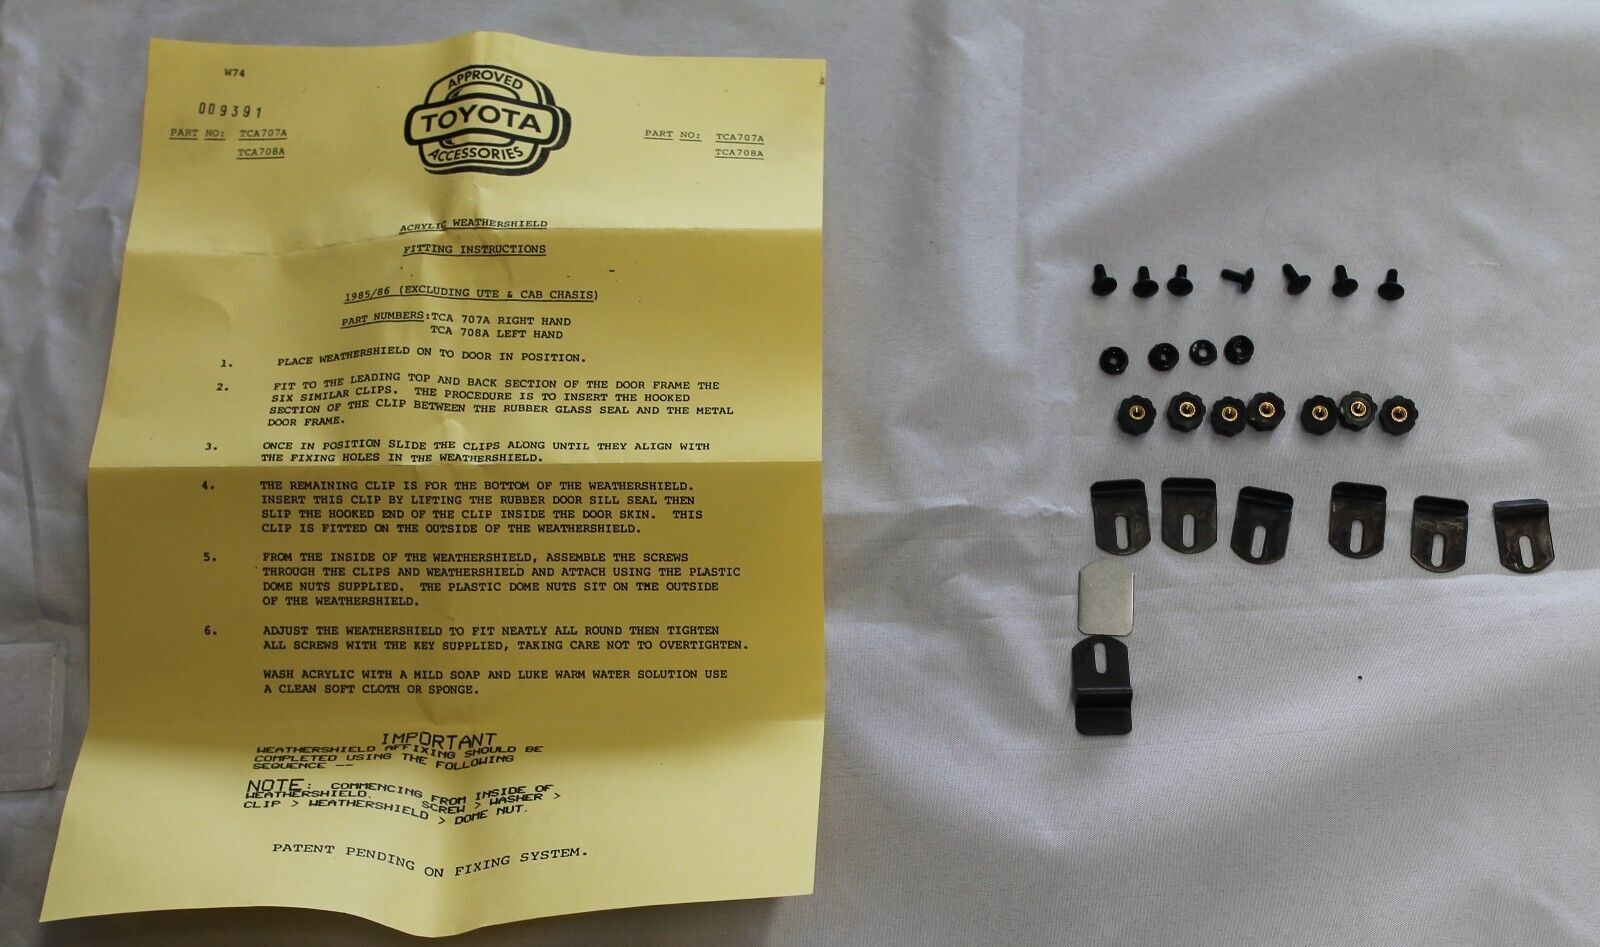 W74
009391
PART NO: TCA707A
TCA708A
APPROVED
TOYOTA
ACCESSORIES
PART NO: TCA707A
TCA708A
ACRYLIC WEATHERSHIELD
FITTING INSTRUCTIONS
1985/86 (EXCLUDING UTE & CAB CHASIS)
PART NUMBERS:TCA 707A RIGHT HAND
TCA 708A LEFT HAND
1. PLACE WEATHERSHIELD ON TO DOOR IN POSITION.
2. FIT TO THE LEADING TOP AND BACK SECTION OF THE DOOR FRAME THE
SIX SIMILAR CLIPS. THE PROCEDURE IS TO INSERT THE HOOKED
SECTION OF THE CLIP BETWEEN THE RUBBER GLASS SEAL AND THE METAL
DOOR FRAME.
3. ONCE IN POSITION SLIDE THE CLIPS ALONG UNTIL THEY ALIGN WITH
THE FIXING HOLES IN THE WEATHERSHIELD.
4. THE REMAINING CLIP IS FOR THE BOTTOM OF THE WEATHERSHIELD.
INSERT THIS CLIP BY LIFTING THE RUBBER DOOR SILL SEAL THEN
SLIP THE HOOKED END OF THE CLIP INSIDE THE DOOR SKIN. THIS
CLIP IS FITTED ON THE OUTSIDE OF THE WEATHERSHIELD.
5. FROM THE INSIDE OF THE WEATHERSHIELD, ASSEMBLE THE SCREWS
THROUGH THE CLIPS AND WEATHERSHIELD AND ATTACH USING THE PLASTIC
DOME NUTS SUPPLIED. THE PLASTIC DOME NUTS SIT ON THE OUTSIDE
OF THE WEATHERSHIELD.
6. ADJUST THE WEATHERSHIELD TO FIT NEATLY ALL ROUND THEN TIGHTEN
ALL SCREWS WITH THE KEY SUPPLIED, TAKING CARE NOT TO OVERTIGHTEN.
WASH ACRYLIC WITH A MILD SOAP AND LUKE WARM WATER SOLUTION USE
A CLEAN SOFT CLOTH OR SPONGE.
IMPORTANT
WEATHERSHIELD AFFIXING SHOULD BE
COMPLETED USING THE FOLLOWING
SEQUENCE --
NOTE: COMMENCING FROM INSIDE OF
WEATHERSHIELD. SCREW > WASHER >
CLIP > WEATHERSHIELD > DOME NUT.
PATENT PENDING ON FIXING SYSTEM.